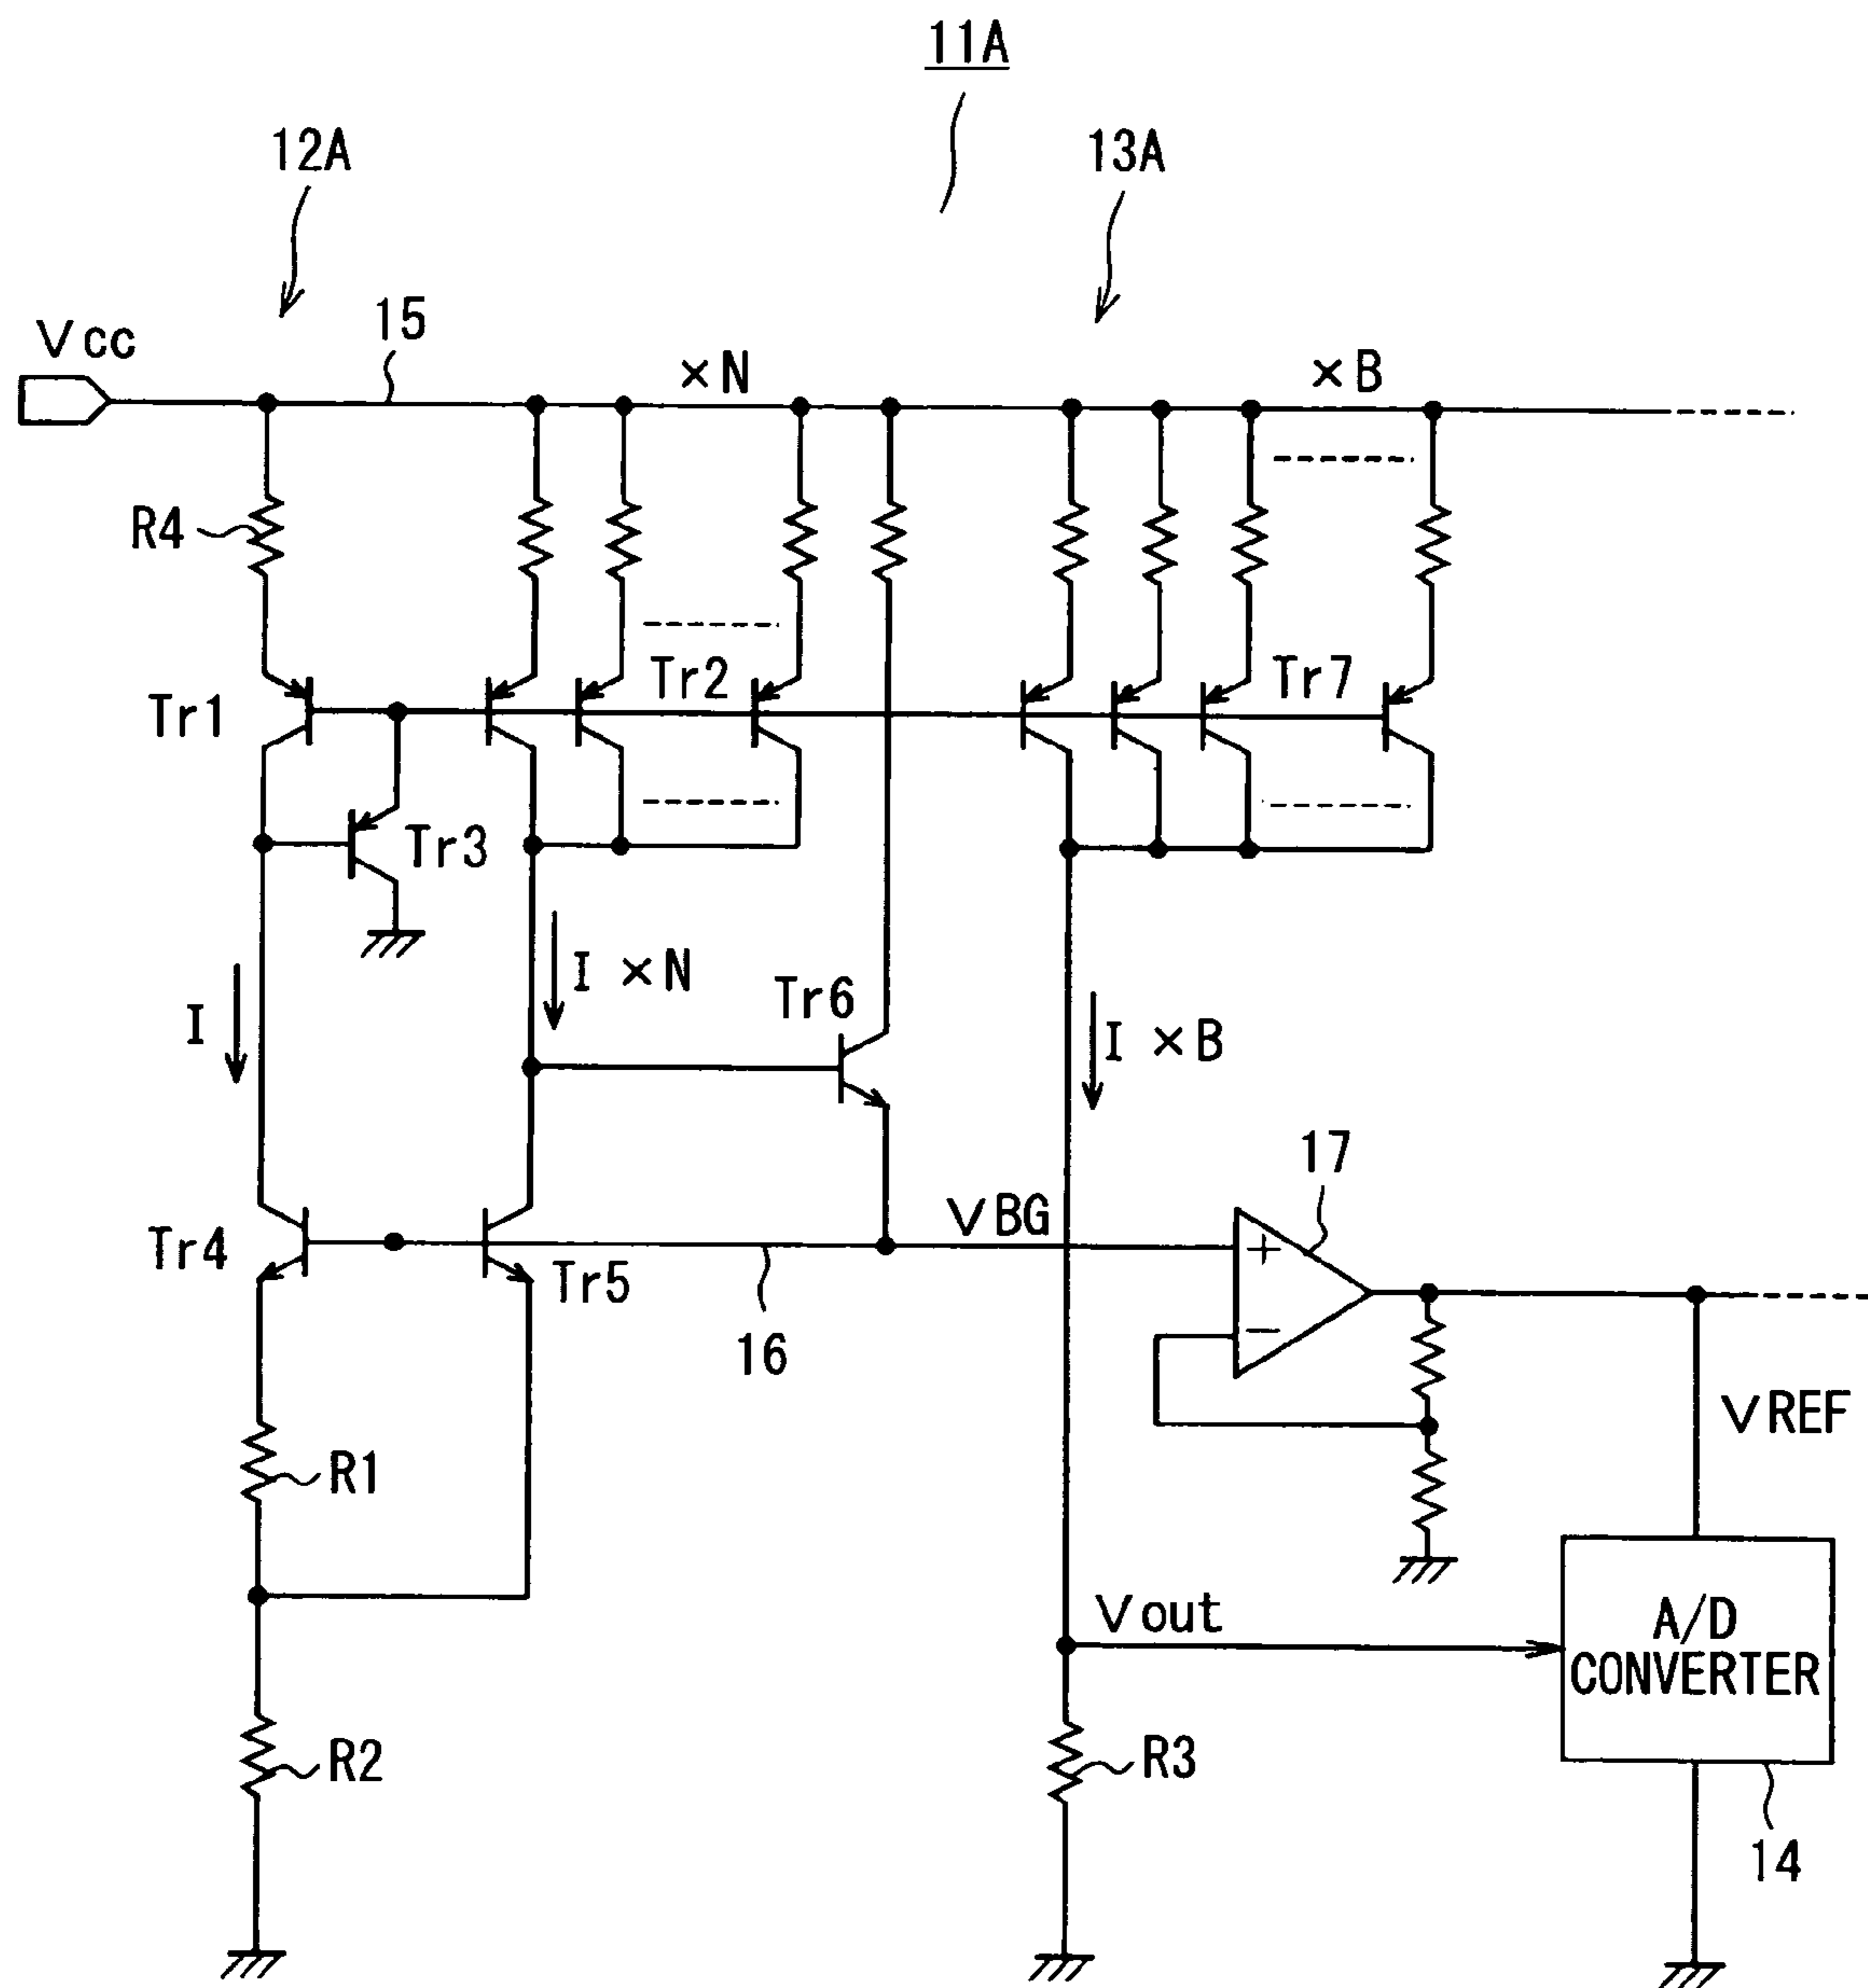 11A
12A
13A
Vcc
15
×N
×B
R4
Tr1
Tr2
Tr7
Tr3
I
I ×N
Tr6
I ×B
Tr4
Tr5
VBG
17
+
−
16
R1
VREF
Vout
A/D
CONVERTER
R2
R3
14